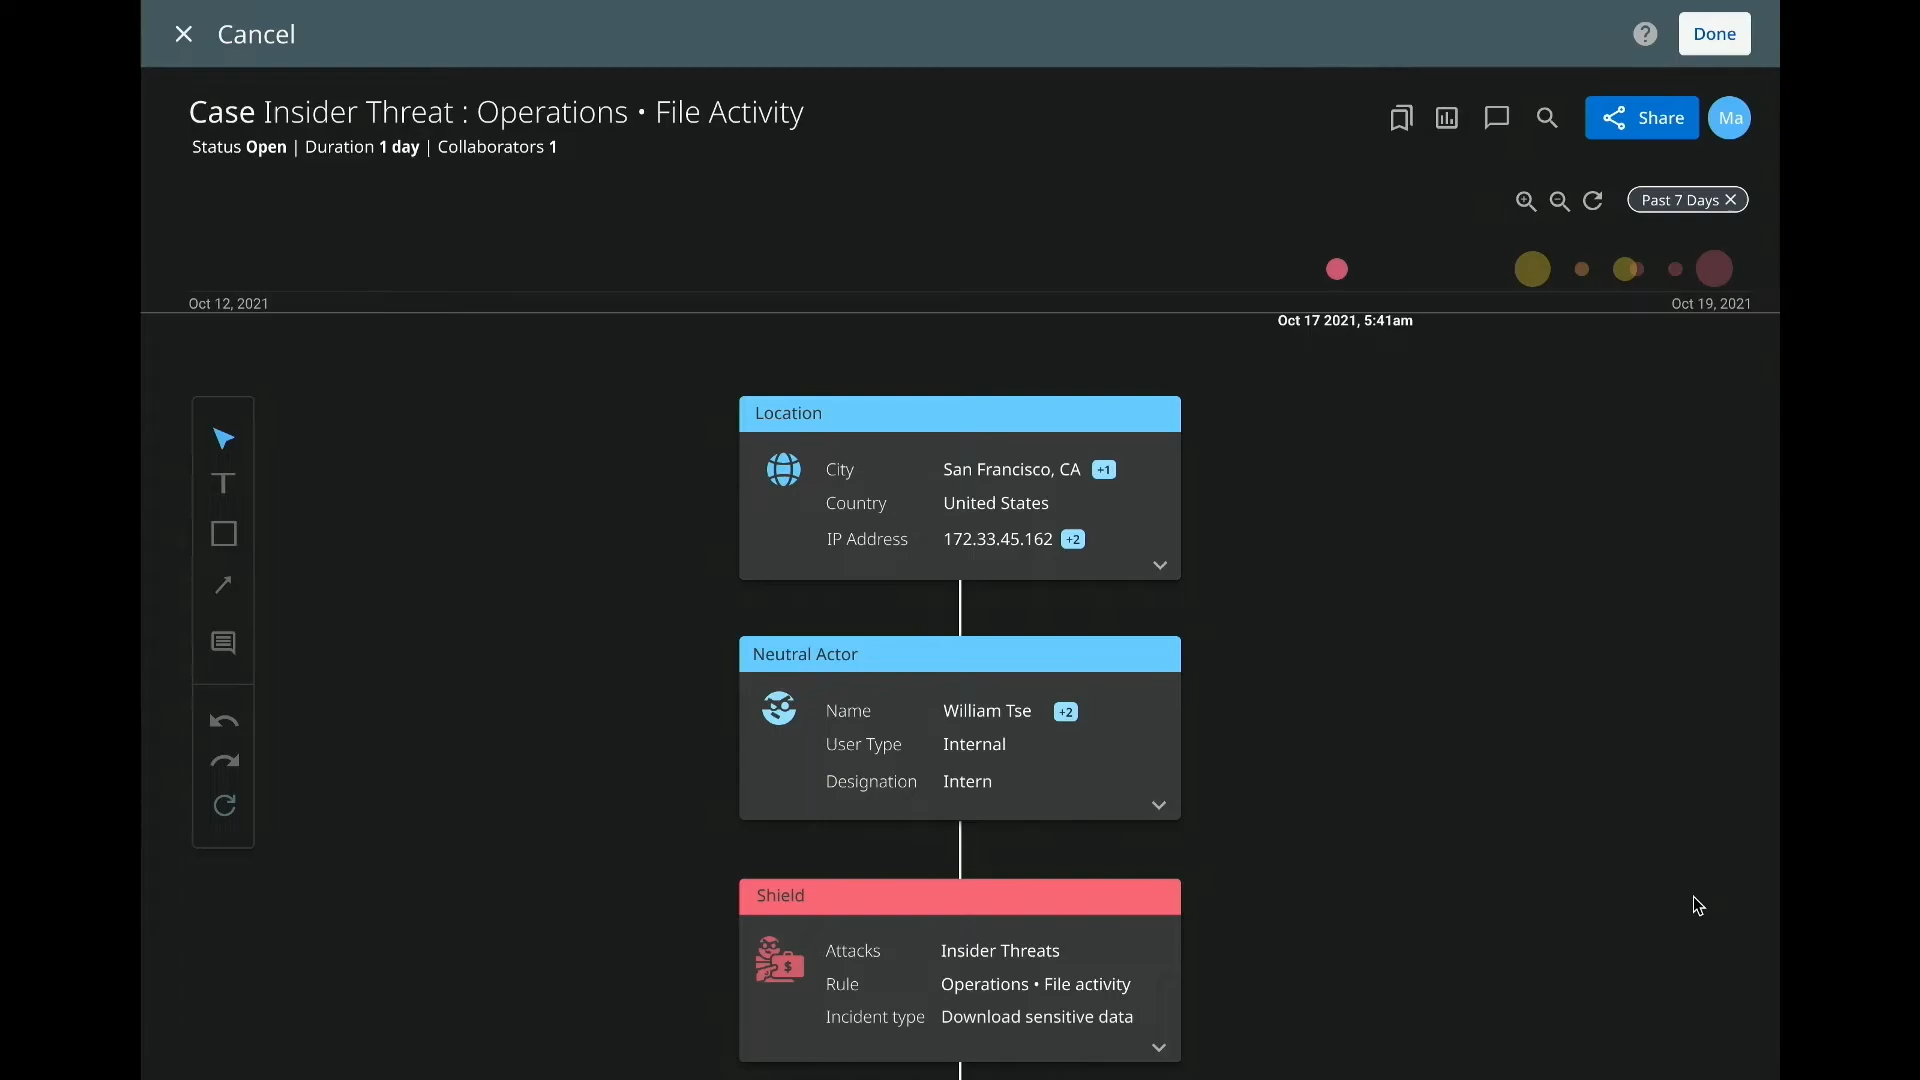 Cancel
Done
Case Insider Threat : Operations • File Activity
Status Open | Duration 1 day | Collaborators 1
Share
Ma
Past 7 Days
Oct 12, 2021
Oct 19, 2021
Oct 17 2021, 5:41am
Location
City San Francisco, CA +1
Country United States
IP Address 172.33.45.162 +2
Neutral Actor
Name William Tse +2
User Type Internal
Designation Intern
Shield
Attacks Insider Threats
Rule Operations • File activity
Incident type Download sensitive data